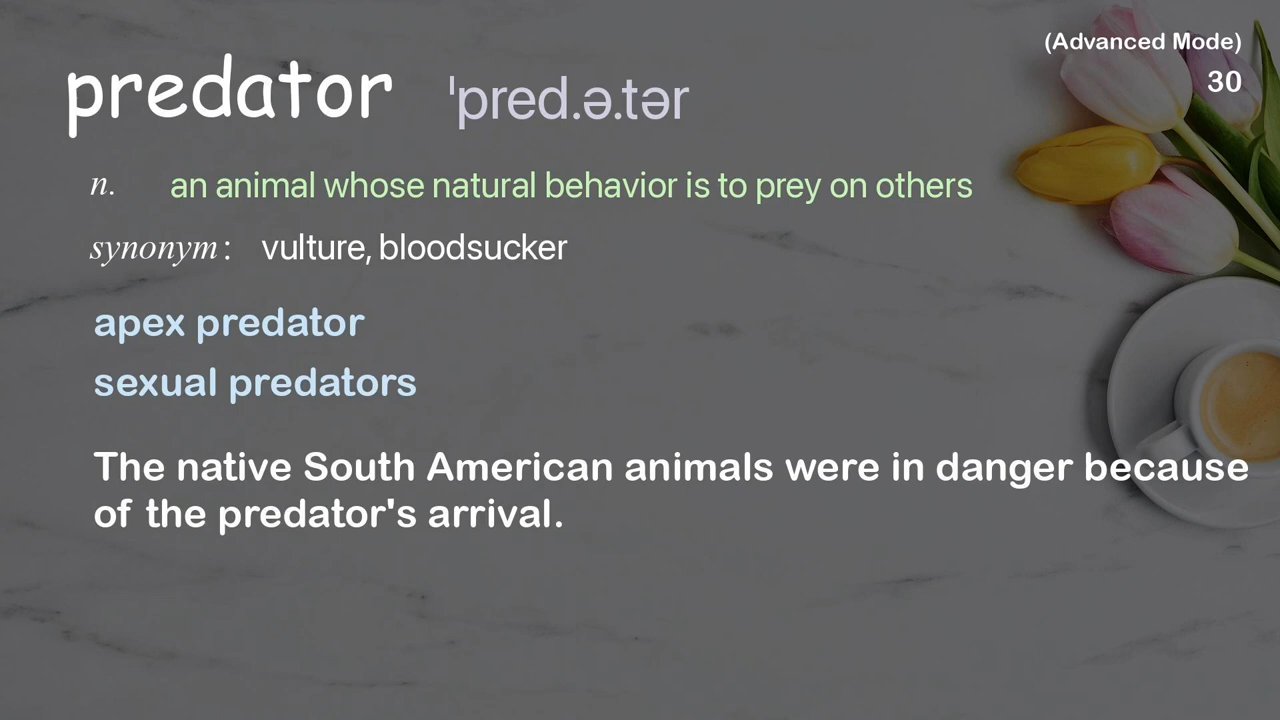 (Advanced Mode)
predator ˈpred.ə.tər
30
n. an animal whose natural behavior is to prey on others
synonym: vulture, bloodsucker
apex predator
sexual predators
The native South American animals were in danger because
of the predator's arrival.